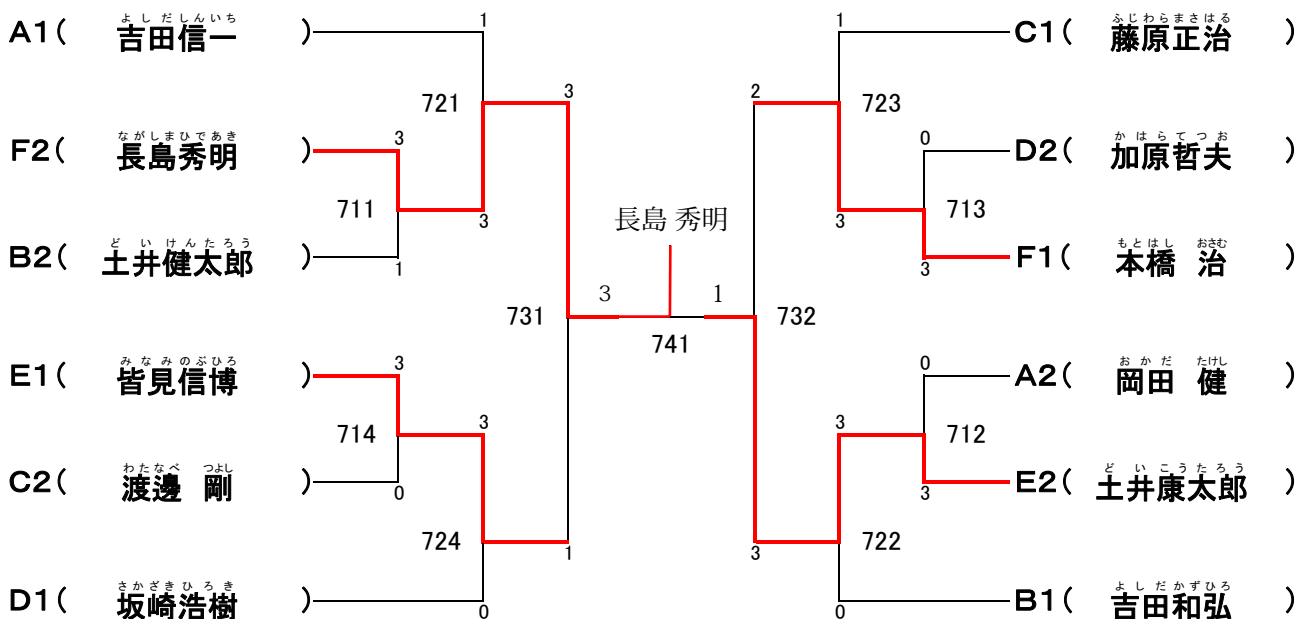 1 1
よしだしんいち ふじわらまさはる
A1( 吉田信一 ) C1( 藤原正治 )
721 3 2 723
ながしまひであき 3 0 かはらてつお
F2( 長島秀明 ) D2( 加原哲夫 )
711 3 長島 秀明 3 713
どいけんたろう もとはし おさむ
B2( 土井健太郎 ) 1 3 F1( 本橋 治 )
731 3 1 732
741
みなみのぶひろ 3 0 おかだ たけし
E1( 皆見信博 ) A2( 岡田 健 )
714 3 3 712
わたなべ つよし どいこうたろう
C2( 渡邊 剛 ) 0 3 E2( 土井康太郎 )
724 1 3 722
さかざきひろき よしだかずひろ
D1( 坂崎浩樹 ) 0 0 B1( 吉田和弘 )